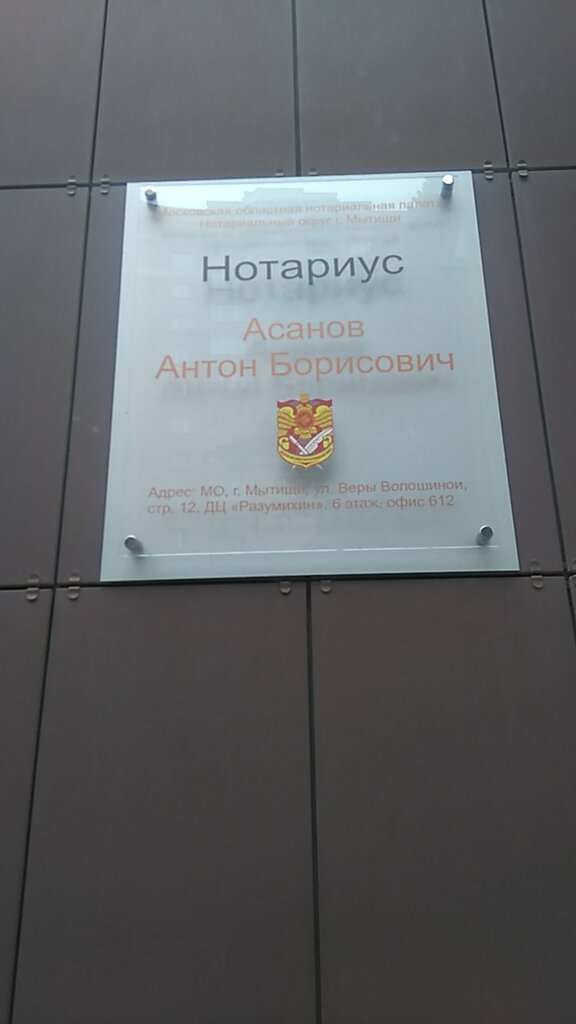 Московская областная нотариальная палата
Нотариальный округ г. Мытищи
Нотариус
Асанов
Антон Борисович
Адрес: МО, г. Мытищи, ул. Веры Волошиной,
стр. 12, ДЦ «Разумихин», 6 этаж, офис 612